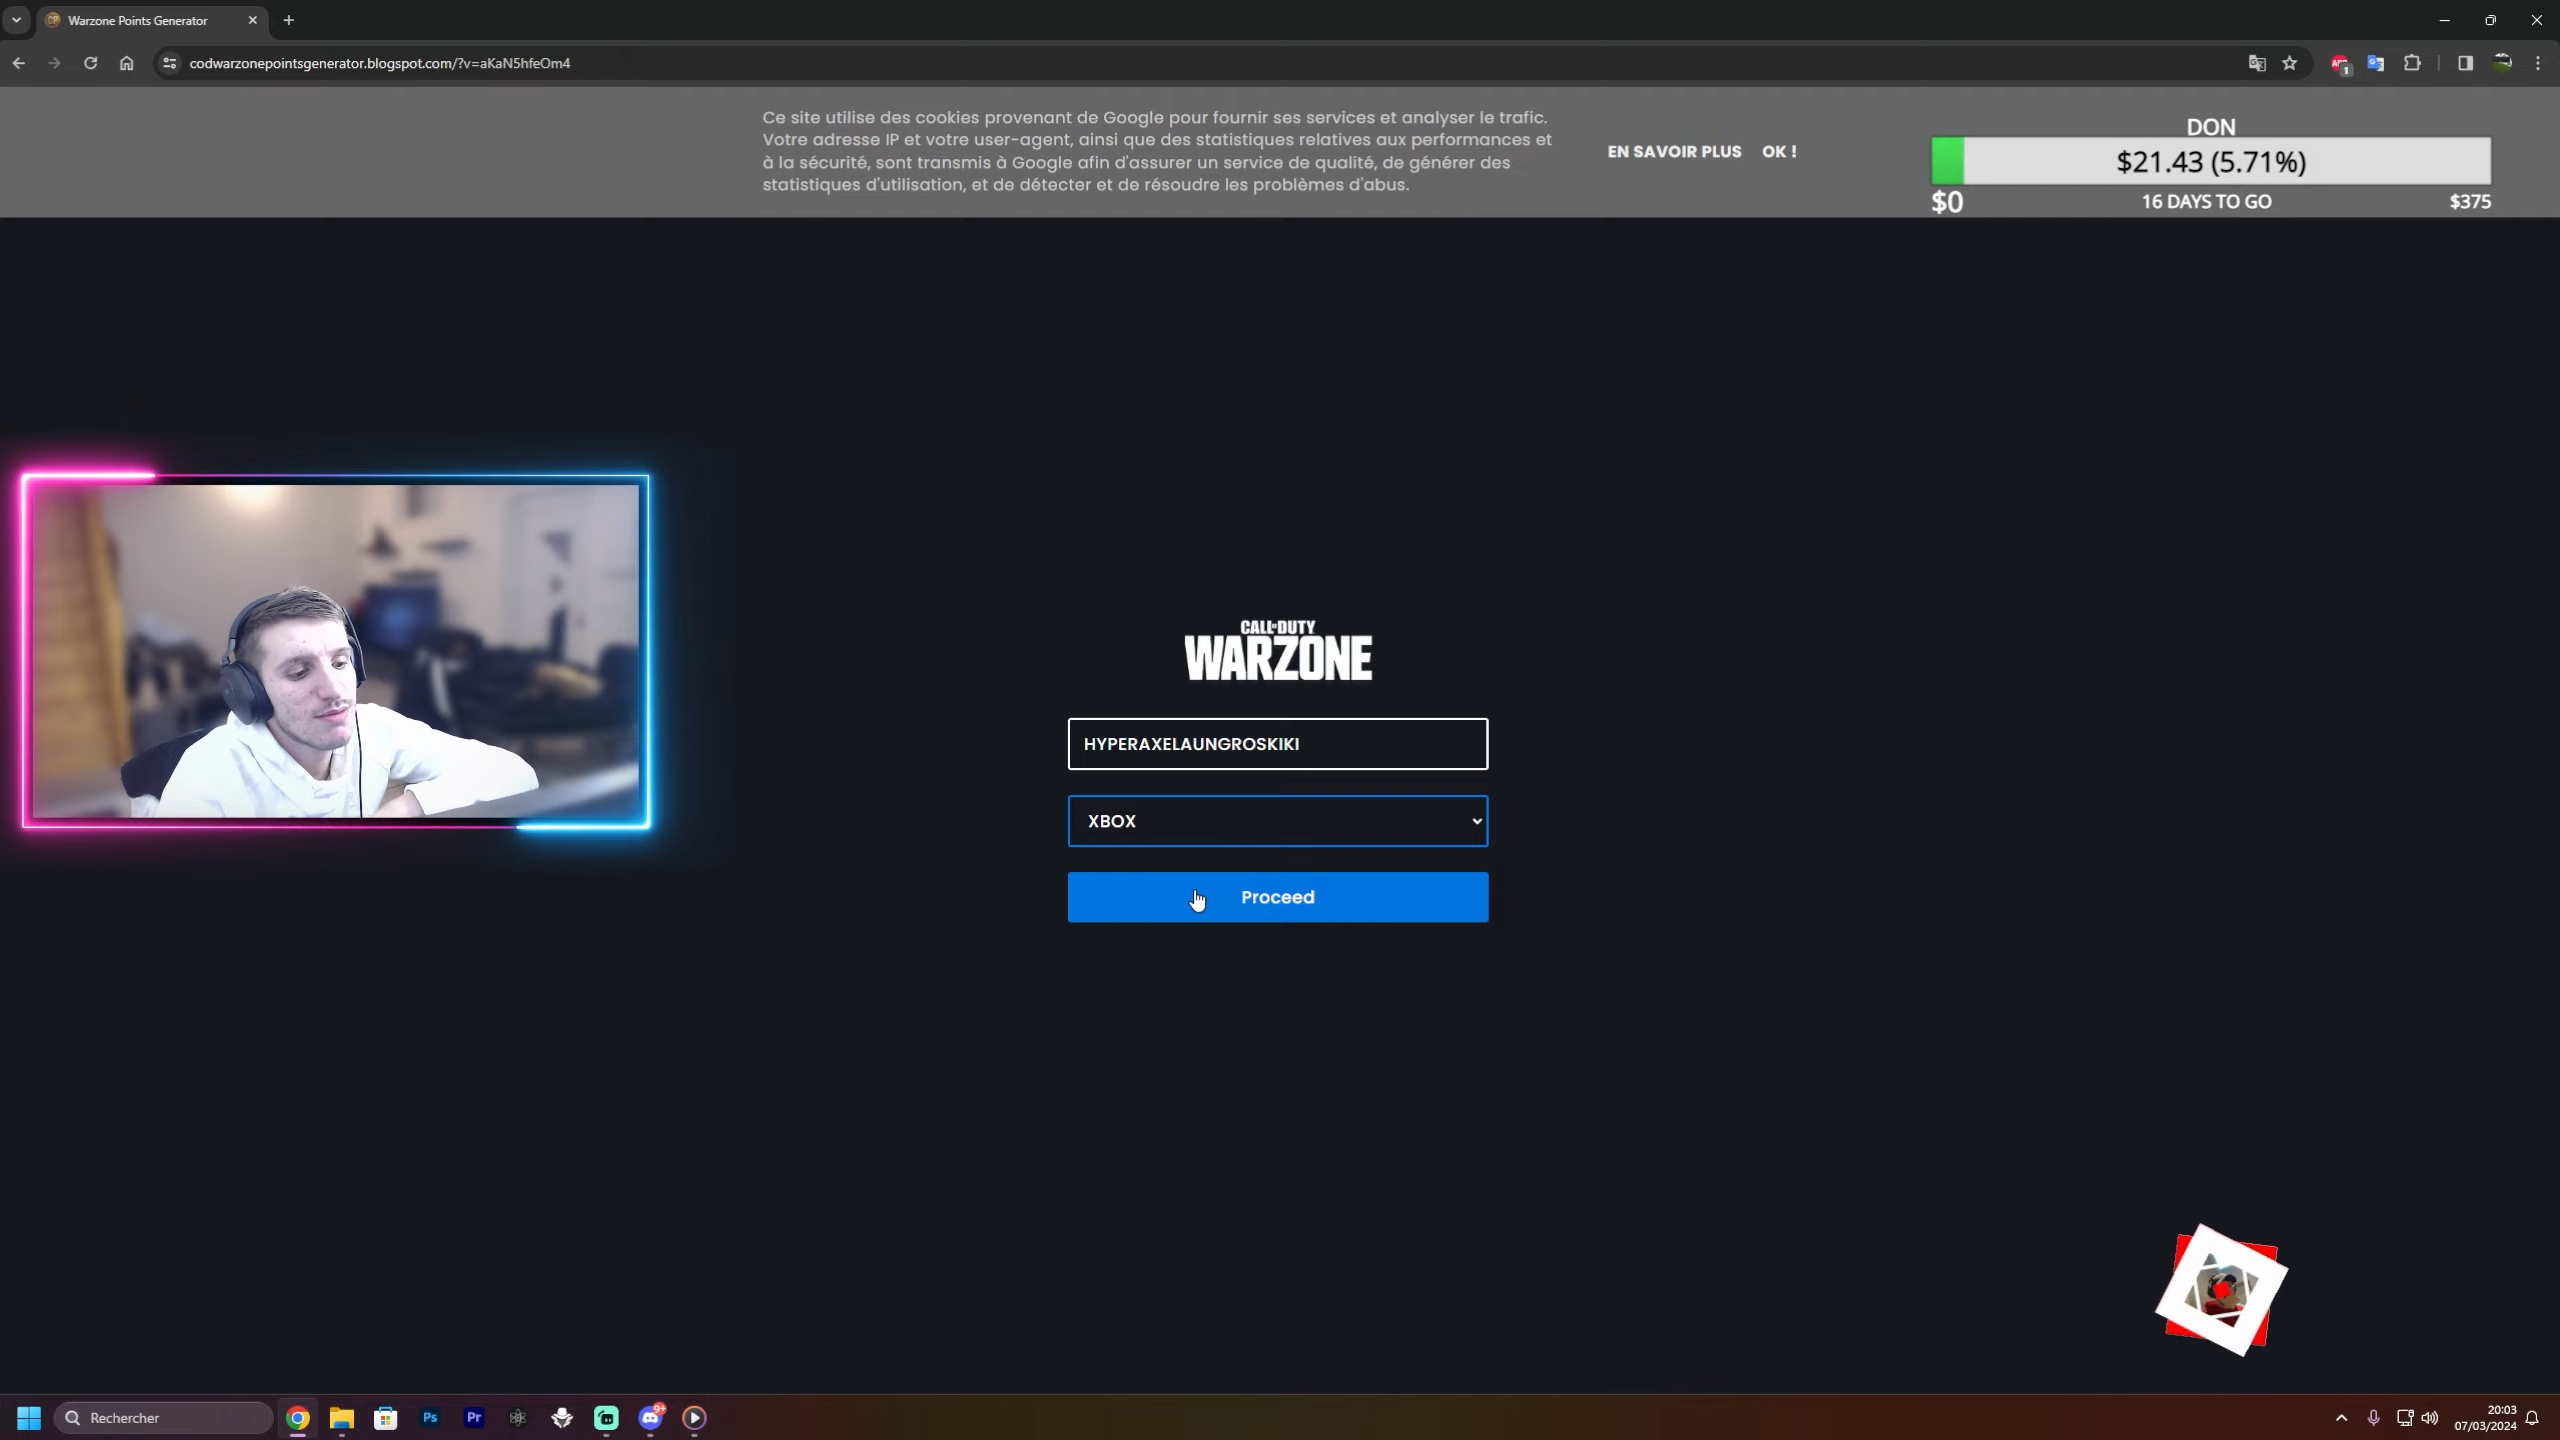 Warzone Points Generator
codwarzonepointsgenerator.blogspot.com/?v=aKaN5hfeOm4
Ce site utilise des cookies provenant de Google pour fournir ses services et analyser le trafic.
Votre adresse IP et votre user-agent, ainsi que des statistiques relatives aux performances et
à la sécurité, sont transmis à Google afin d'assurer un service de qualité, de générer des
statistiques d'utilisation, et de détecter et de résoudre les problèmes d'abus.
EN SAVOIR PLUS OK !
DON
$21.43 (5.71%)
$0 16 DAYS TO GO $375
CALL OF DUTY
WARZONE
HYPERAXELAUNGROSKIKI
XBOX
Proceed
Rechercher
Ps
Pr
9+
20:03
07/03/2024